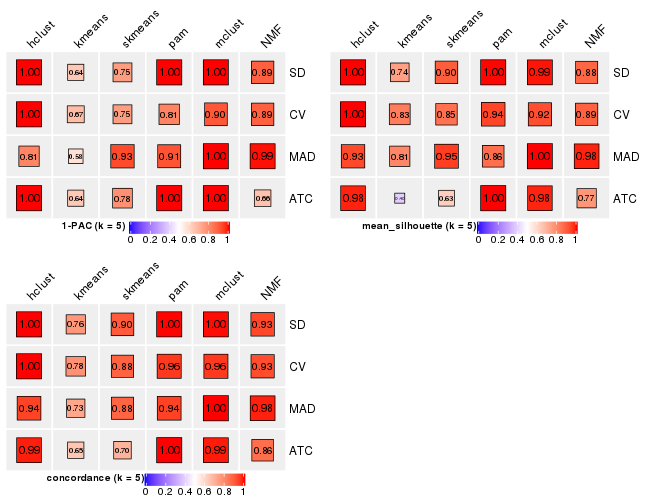 hclust kmeans skmeans pam mclust NMF
1.00 0.64 0.75 1.00 1.00 0.89 SD
1.00 0.67 0.75 0.81 0.90 0.89 CV
0.81 0.58 0.93 0.91 1.00 0.99 MAD
1.00 0.64 0.78 1.00 1.00 0.66 ATC
1-PAC (k = 5)
0 0.2 0.4 0.6 0.8 1
hclust kmeans skmeans pam mclust NMF
1.00 0.74 0.90 1.00 0.99 0.88 SD
1.00 0.83 0.85 0.94 0.92 0.89 CV
0.93 0.81 0.95 0.86 1.00 0.98 MAD
0.98 0.63 1.00 0.98 0.77 ATC
mean_silhouette (k = 5)
0 0.2 0.4 0.6 0.8 1
hclust kmeans skmeans pam mclust NMF
1.00 0.76 0.90 1.00 1.00 0.93 SD
1.00 0.78 0.88 0.96 0.96 0.93 CV
0.94 0.73 0.88 0.94 1.00 0.98 MAD
0.99 0.65 0.70 1.00 0.99 0.86 ATC
concordance (k = 5)
0 0.2 0.4 0.6 0.8 1